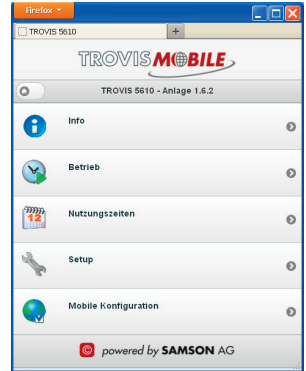 Firefox
TROVIS 5610
TROVIS MOBILE
TROVIS 5610 - Anlage 1.6.2
Info
Betrieb
12
Nutzungszeiten
Setup
Mobile Konfiguration
© powered by SAMSON AG